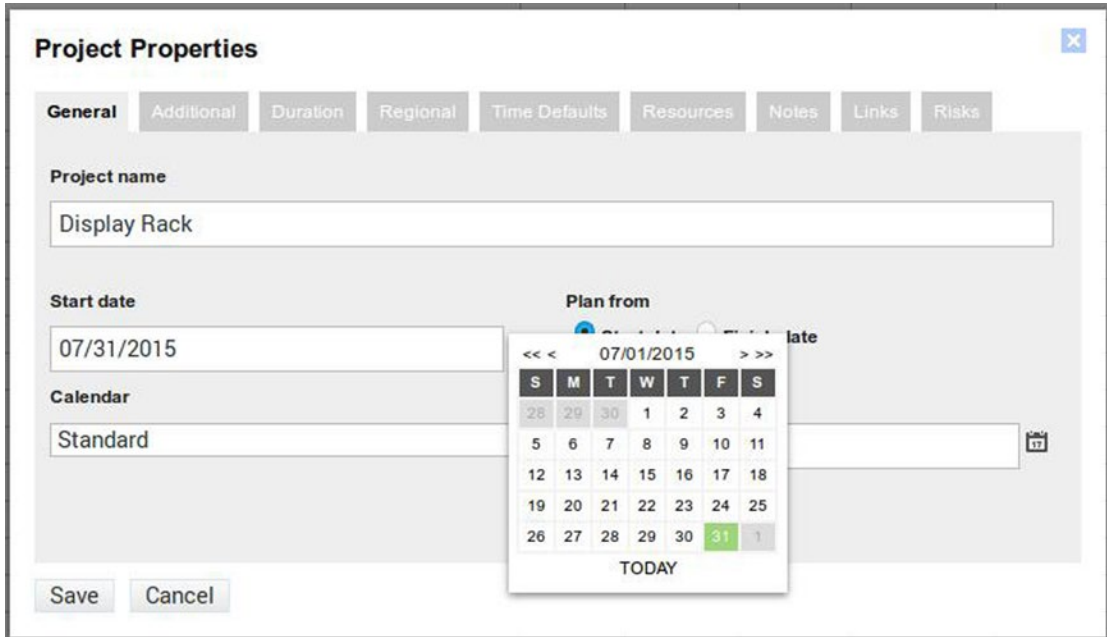 Project Properties
General Additional Duration Regional Time Defaults Resources Notes Links Risks
Project name
Display Rack
Start date
Plan from
07/31/2015
late
<< < 07/01/2015 > >>
S M T W T F S
28 29 30 1 2 3 4
5 6 7 8 9 10 11
12 13 14 15 16 17 18
19 20 21 22 23 24 25
26 27 28 29 30 31 1
TODAY
Calendar
Standard
17
Save Cancel